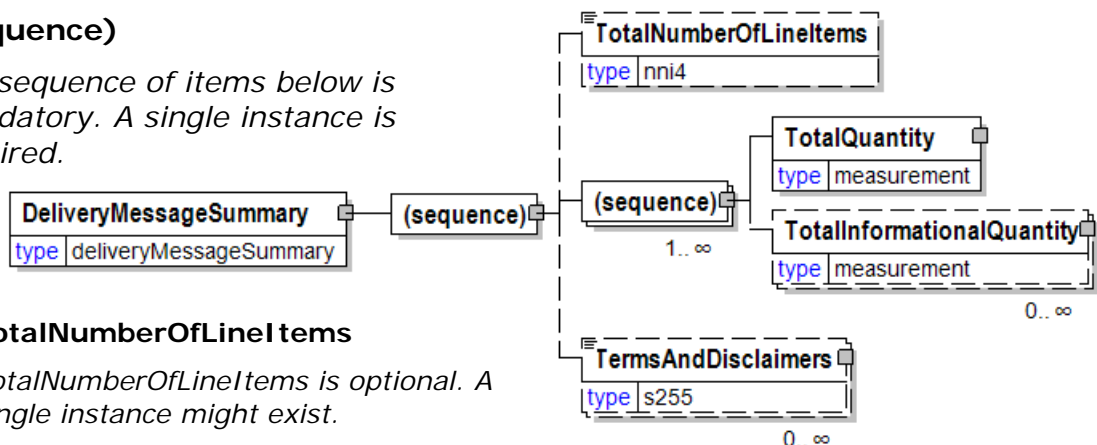 quence)
sequence of items below is
datory. A single instance is
ired.
DeliveryMessageSummary
type deliveryMessageSummary
(sequence)
TotalNumberOfLineItems
type nni4
(sequence)
1.. ∞
TotalQuantity
type measurement
TotalInformationalQuantity
type measurement
0.. ∞
TermsAndDisclaimers
type s255
0.. ∞
otalNumberOfLineItems
otalNumberOfLineItems is optional. A
ngle instance might exist.